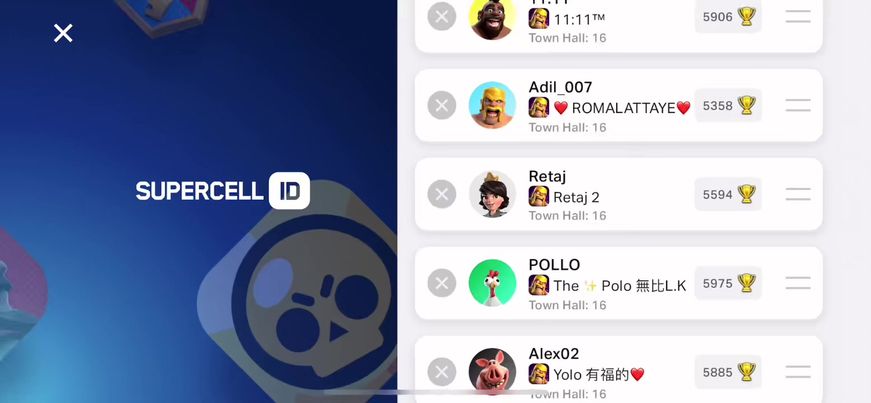 SUPERCELL ID
11:11
11:11™
5906
Town Hall: 16
Adil_007
❤️ ROMALATTAYE❤️
5358
Town Hall: 16
Retaj
Retaj 2
5594
Town Hall: 16
POLLO
The ✨ Polo 無比L.K
5975
Town Hall: 16
Alex02
Yolo 有福的❤️
5885
Town Hall: 16